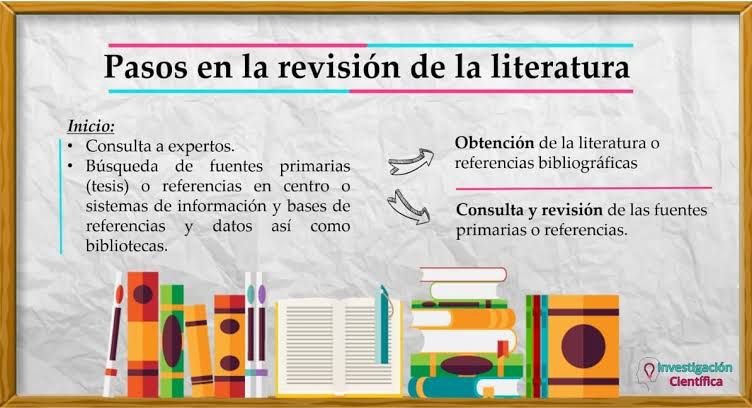 Pasos en la revisión de la literatura
Inicio:
• Consulta a expertos.
• Búsqueda de fuentes primarias
(tesis) o referencias en centro o
sistemas de información y bases de
referencias y datos así como
bibliotecas.
Obtención de la literatura o
referencias bibliográficas
Consulta y revisión de las fuentes
primarias o referencias.
investigación
Científica